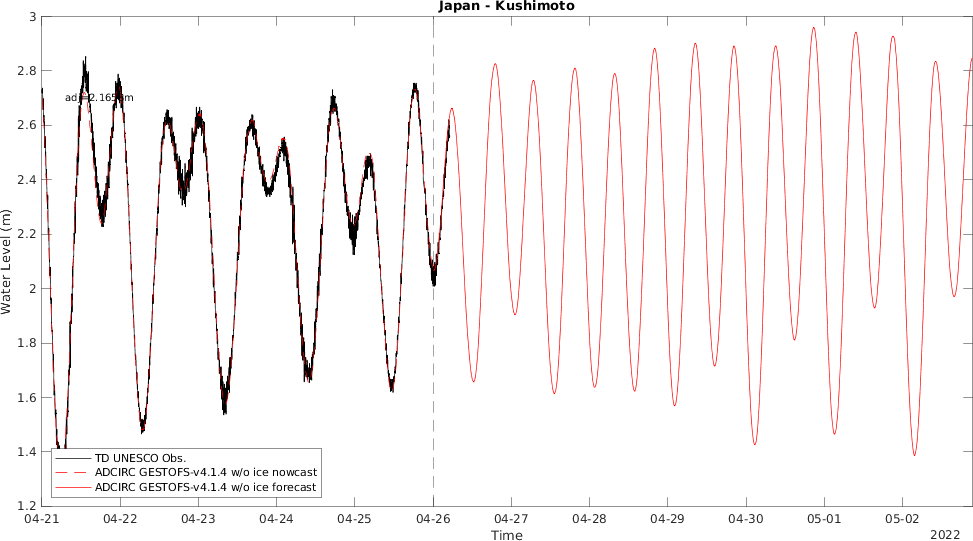 Japan - Kushimoto
3
2.8
2.6
2.4
2.2
2
1.8
1.6
1.4
1.2
Water Level (m)
adj=2.165 m
TD UNESCO Obs.
ADCIRC GESTOFS-v4.1.4 w/o ice nowcast
ADCIRC GESTOFS-v4.1.4 w/o ice forecast
04-21 04-22 04-23 04-24 04-25 04-26 04-27 04-28 04-29 04-30 05-01 05-02
Time
2022